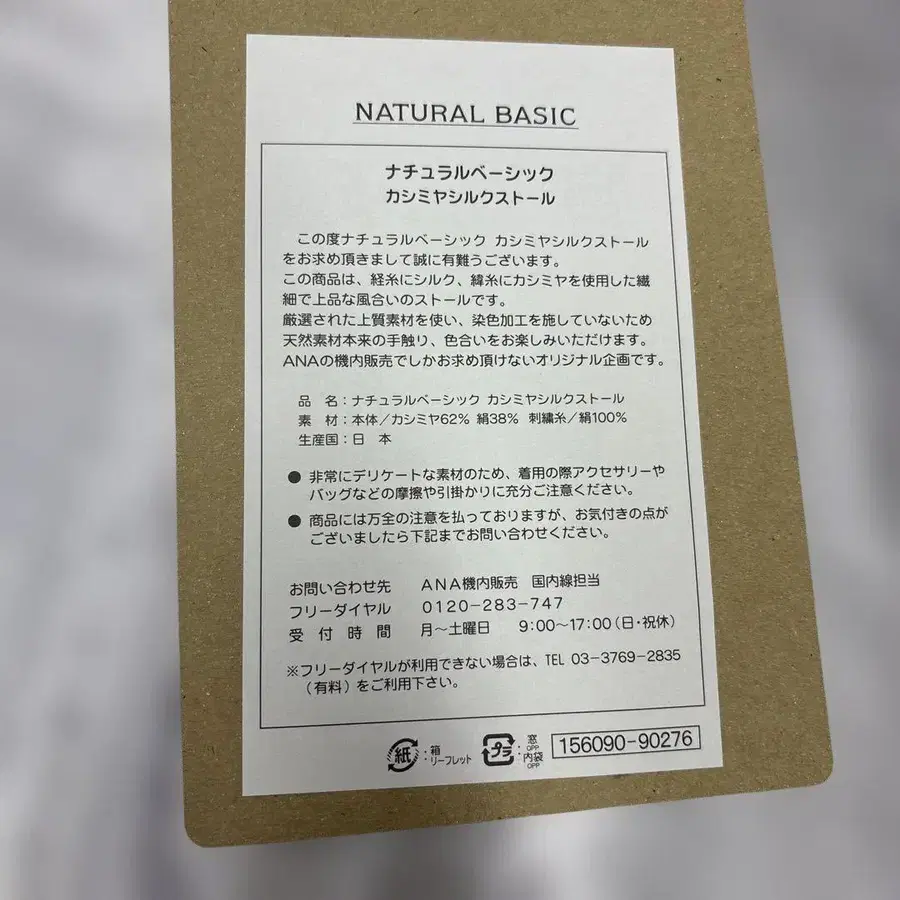 NATURAL BASIC
ナチュラルベーシック
カシミヤシルクストール
この度ナチュラルベーシック カシミヤシルクストール
をお求め頂きまして誠に有難うございます。
この商品は、経糸にシルク、緯糸にカシミヤを使用した繊
細で上品な風合いのストールです。
厳選された上質素材を使い、染色加工を施していないため
天然素材本来の手触り、色合いをお楽しみいただけます。
ANAの機内販売でしかお求め頂けないオリジナル企画です。
品 名：ナチュラルベーシック カシミヤシルクストール
素 材：本体／カシミヤ62% 絹38% 刺繍糸／絹100%
生産国：日 本
● 非常にデリケートな素材のため、着用の際アクセサリーや
バッグなどの摩擦や引掛かりに充分ご注意ください。
● 商品には万全の注意を払っておりますが、お気付きの点が
ございましたら下記までお問い合わせください。
お問い合わせ先 ANA機内販売 国内線担当
フリーダイヤル 0120-283-747
受付時間 月～土曜日 9:00～17:00（日・祝休）
※フリーダイヤルが利用できない場合は、TEL 03-3769-2835
（有料）をご利用下さい。
紙：箱 リーフレット プラ：窓 OPP 内袋 OPP 156090-90276